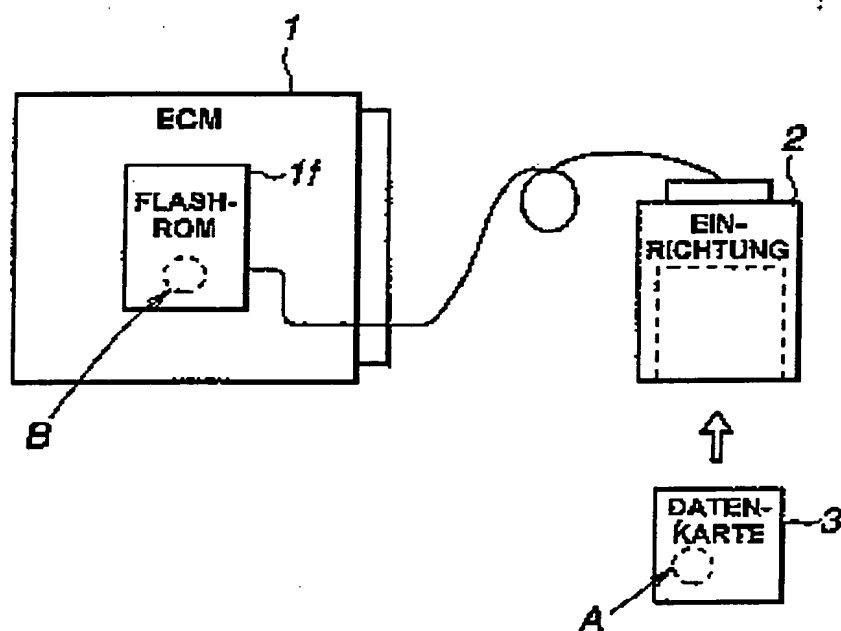 1
ECM
1f
FLASH-
ROM
B
2
EIN-
RICHTUNG
DATEN-
KARTE
3
A